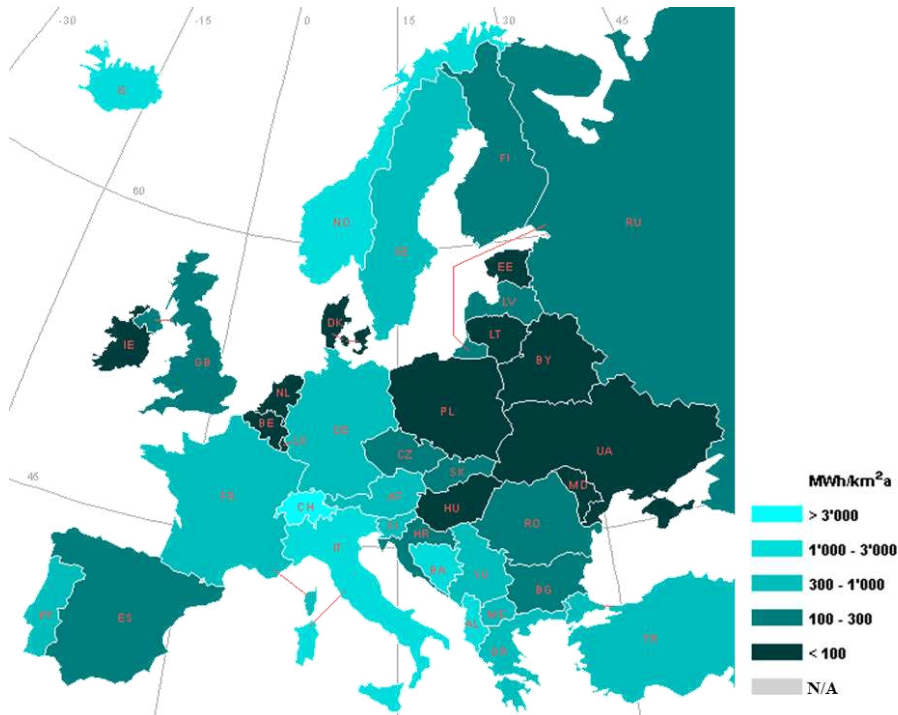 -30
-15
0
15
30
45
IS
60
NO
FI
SE
RU
EE
LV
DK
LT
IE
GB
BY
NL
PL
BE
DE
UA
CZ
45
SK
MD
FR
AT
CH
HU
SI
RO
HR
IT
BA
BG
ES
MK
AL
GR
TR
MWh/km²a
> 3'000
1'000 - 3'000
300 - 1'000
100 - 300
< 100
N/A